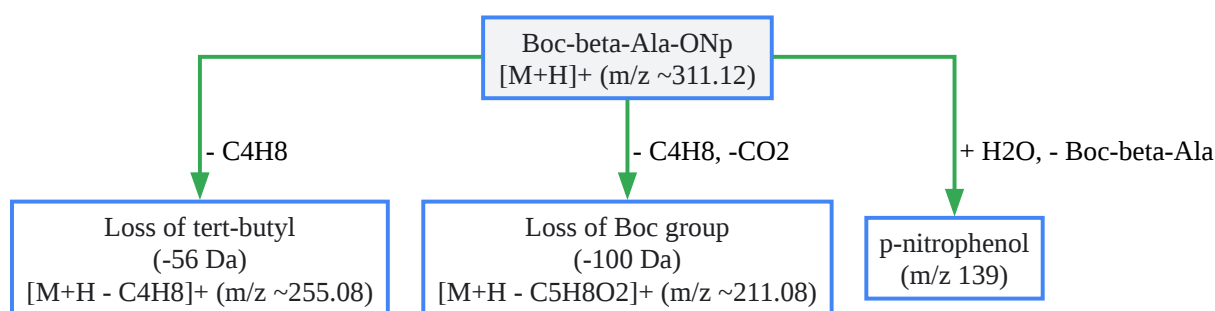 Boc-beta-Ala-ONp
[M+H]+ (m/z ~311.12)
- C4H8
- C4H8, -CO2
+ H2O, - Boc-beta-Ala
Loss of tert-butyl
(-56 Da)
[M+H - C4H8]+ (m/z ~255.08)
Loss of Boc group
(-100 Da)
[M+H - C5H8O2]+ (m/z ~211.08)
p-nitrophenol
(m/z 139)